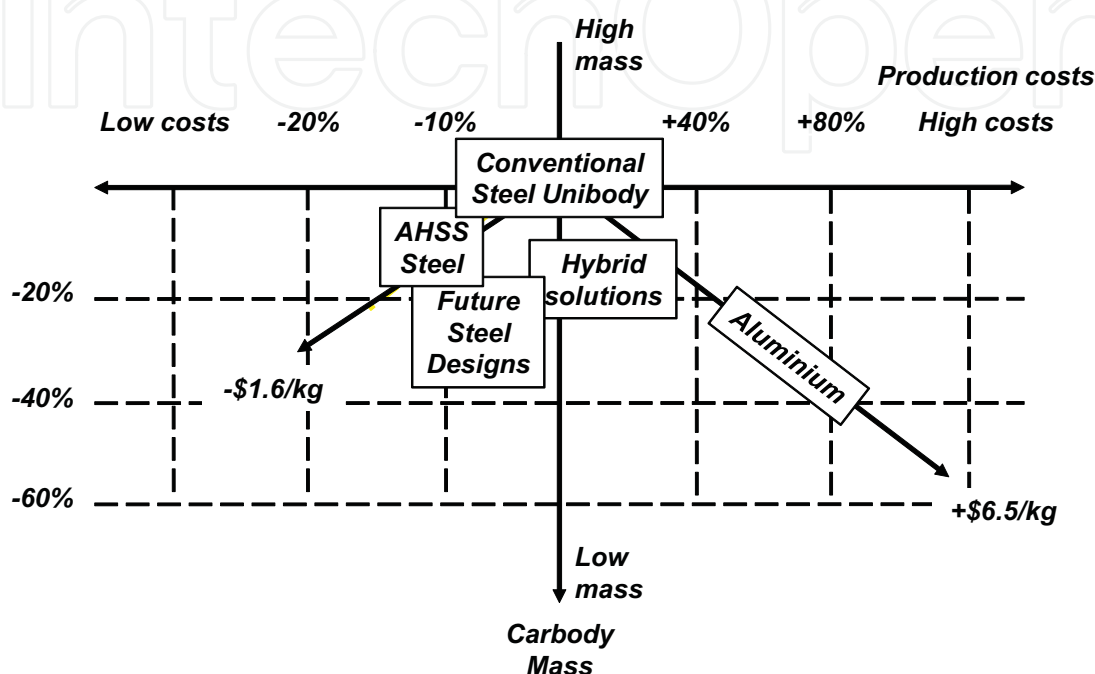 IntechOpen
High
mass
Production costs
Low costs -20% -10% +40% +80% High costs
Conventional
Steel Unibody
AHSS
Steel
Hybrid
solutions
-20%
Future
Steel
Designs
Aluminium
-$1.6/kg
-40%
-60%
+$6.5/kg
Low
mass
Carbody
Mass